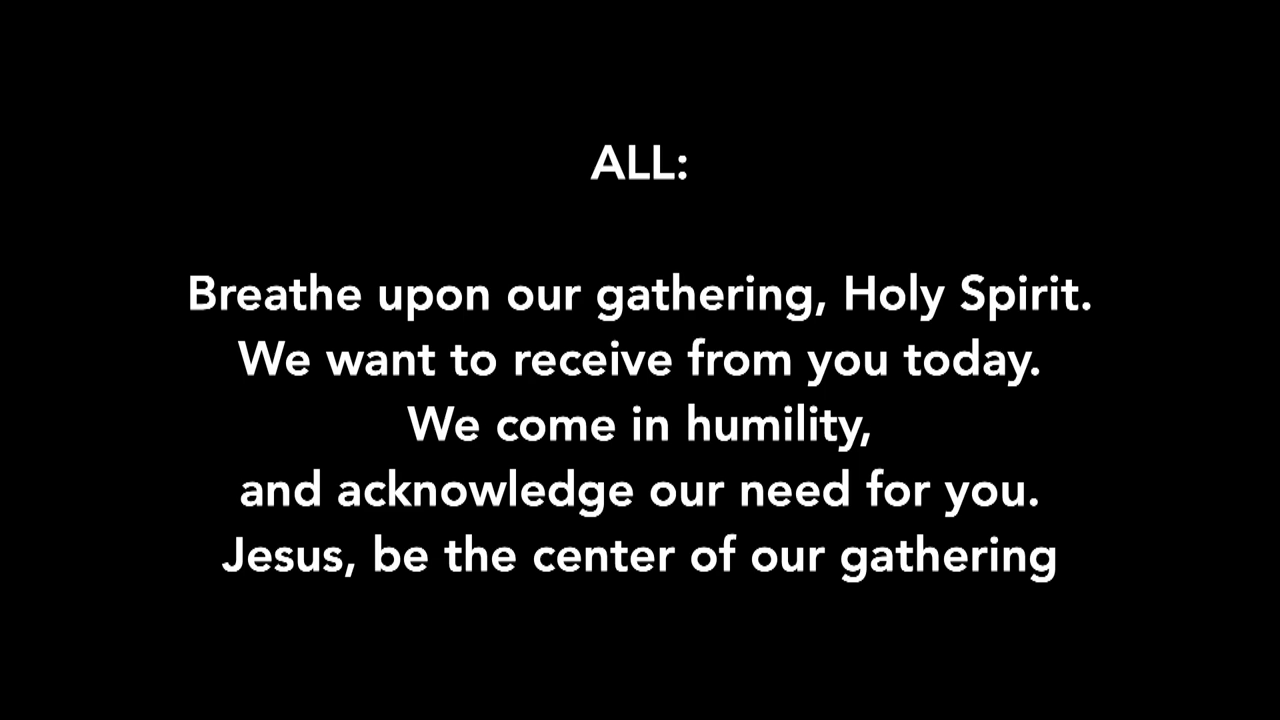 ALL:
Breathe upon our gathering, Holy Spirit.
We want to receive from you today.
We come in humility,
and acknowledge our need for you.
Jesus, be the center of our gathering